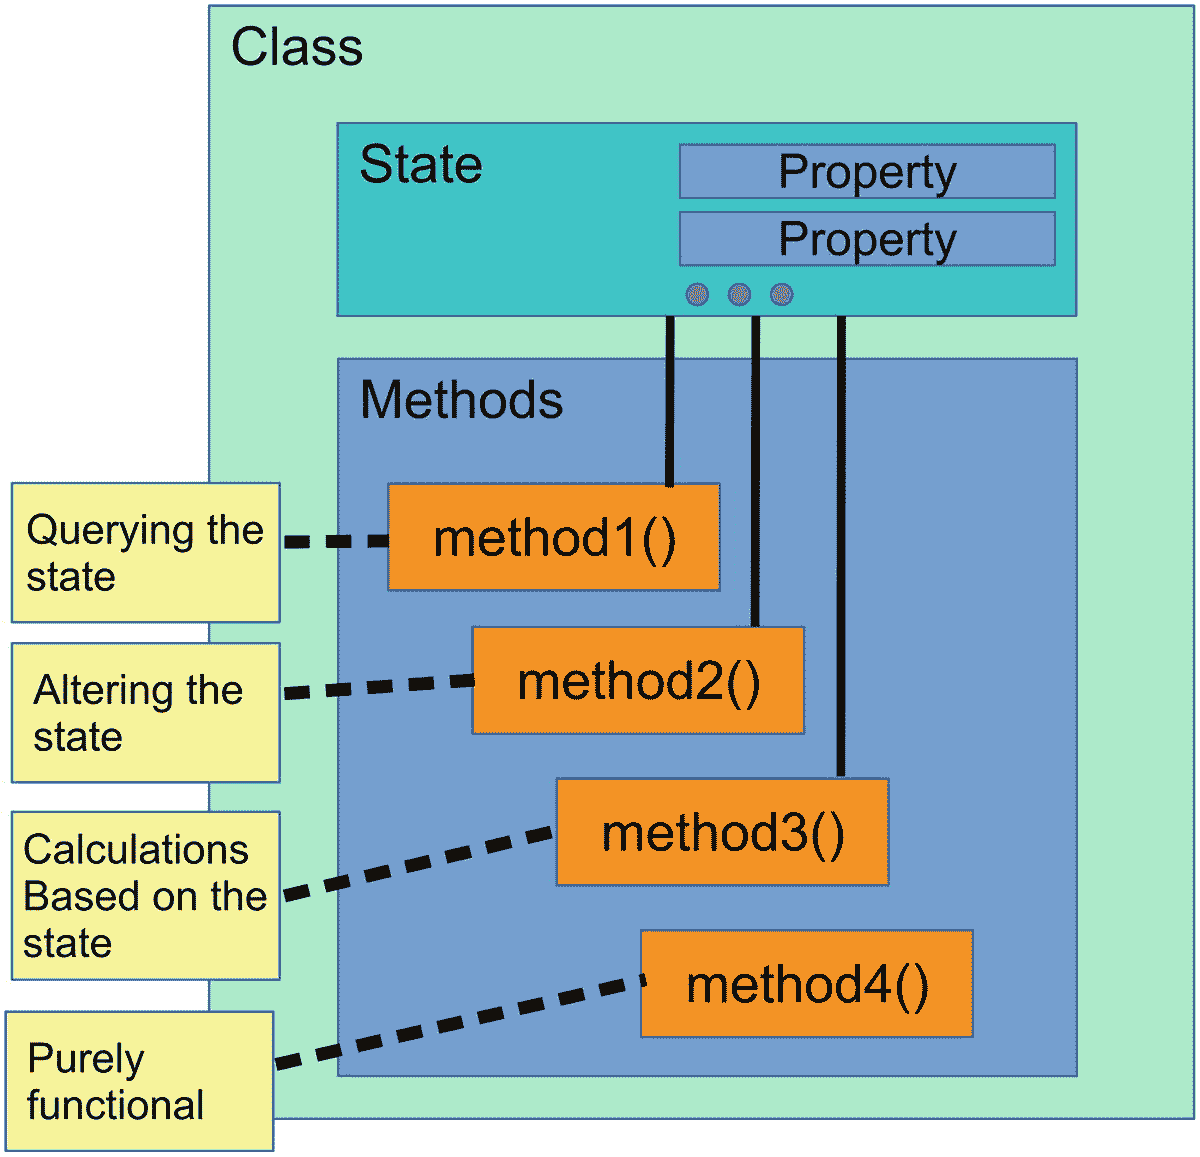 Class
State
Property
Property
Methods
Querying the
state
method1()
Altering the
state
method2()
Calculations
Based on the
state
method3()
Purely
functional
method4()